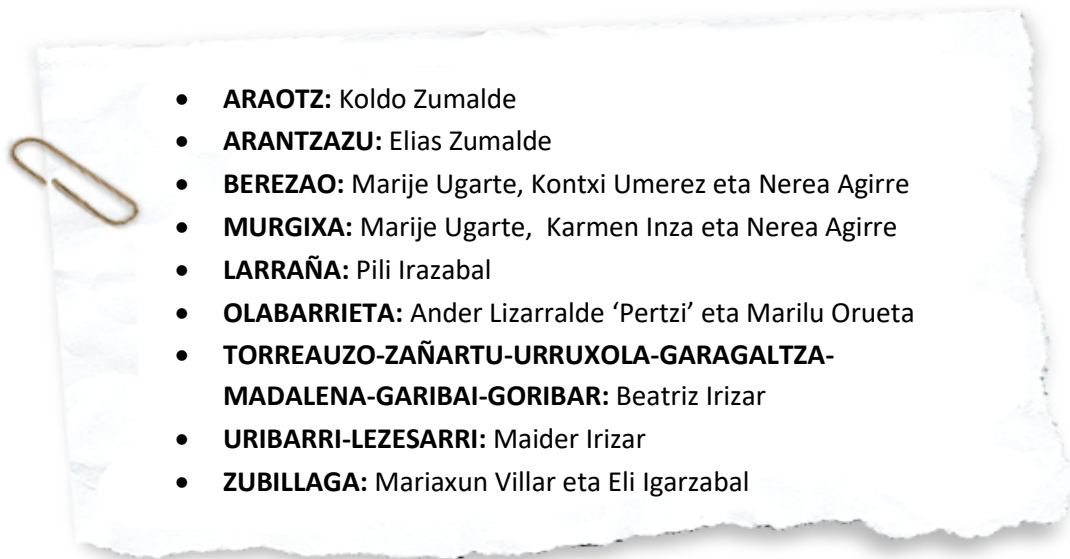 • ARAOTZ: Koldo Zumalde
• ARANTZAZU: Elias Zumalde
• BEREZAO: Marije Ugarte, Kontxi Umerez eta Nerea Agirre
• MURGIXA: Marije Ugarte, Karmen Inza eta Nerea Agirre
• LARRAÑA: Pili Irazabal
• OLABARRIETA: Ander Lizarralde ‘Pertzi’ eta Marilu Orueta
• TORREAUZO-ZAÑARTU-URRUXOLA-GARAGALTZA-
MADALENA-GARIBAI-GORIBAR: Beatriz Irizar
• URIBARRI-LEZESARRI: Maider Irizar
• ZUBILLAGA: Mariaxun Villar eta Eli Igarzabal